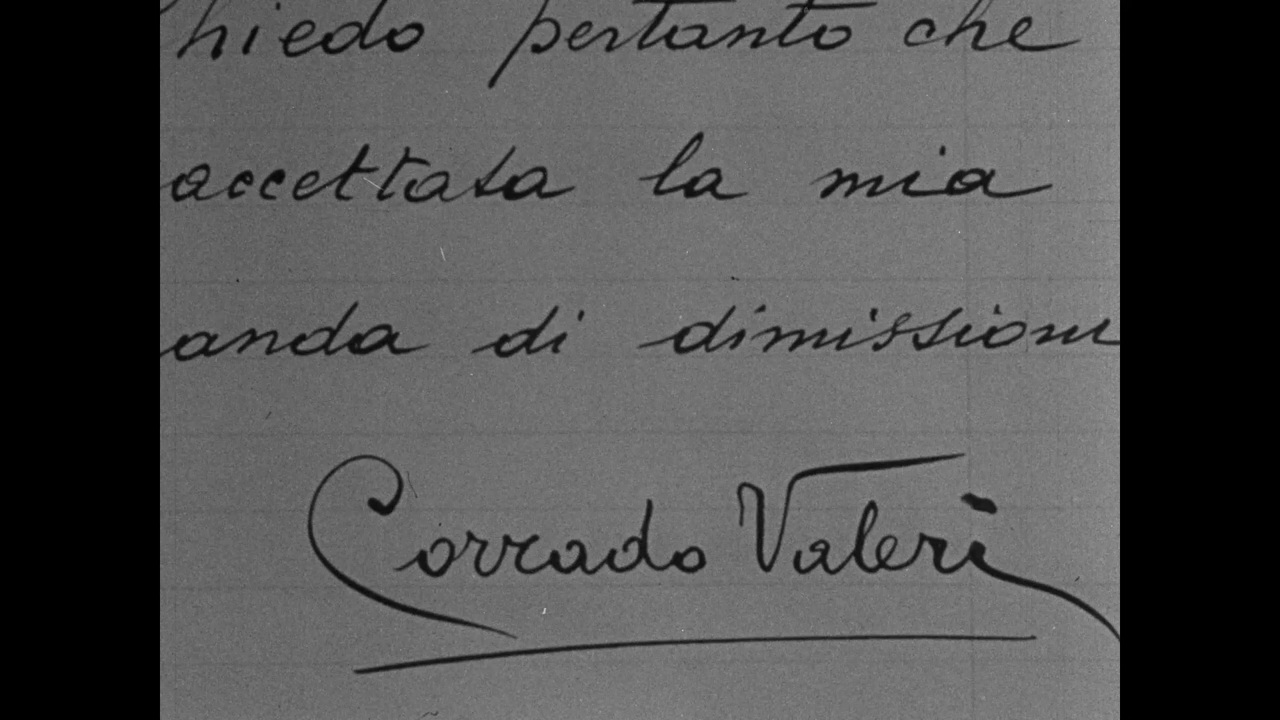 hiedo pertanto che
accettata la mia
anda di dimissioni
Corrado Valeri